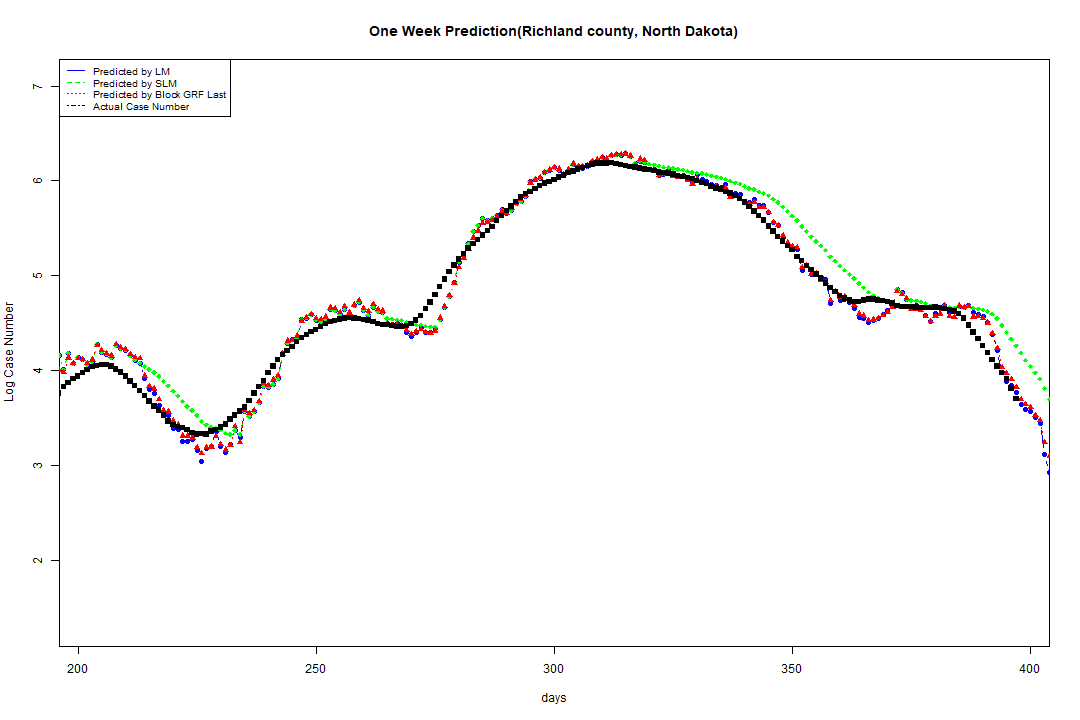 One Week Prediction(Richland county, North Dakota)
Predicted by LM
Predicted by SLM
Predicted by Block GRF Last
Actual Case Number
7
6
5
4
3
2
Log Case Number
200 250 300 350 400
days